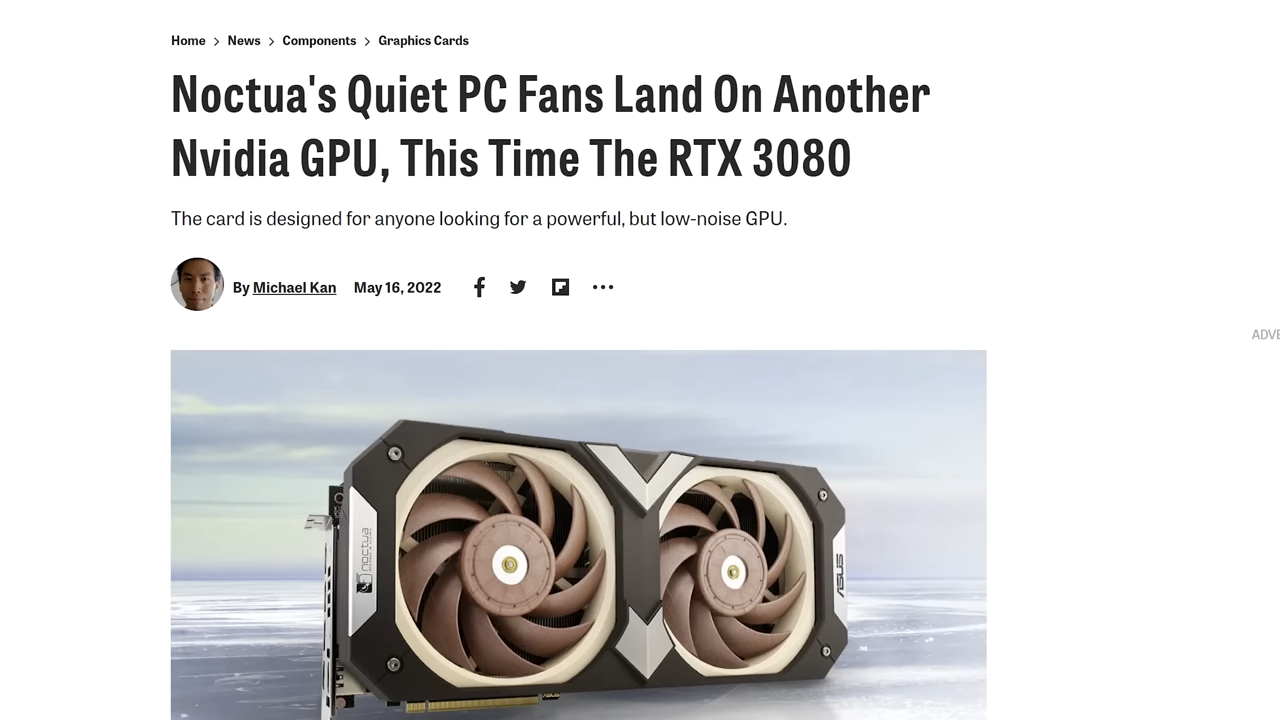 Home > News > Components > Graphics Cards
Noctua's Quiet PC Fans Land On Another
Nvidia GPU, This Time The RTX 3080
The card is designed for anyone looking for a powerful, but low-noise GPU.
By Michael Kan May 16, 2022
ADVE
noctua
ASUS
ASUS